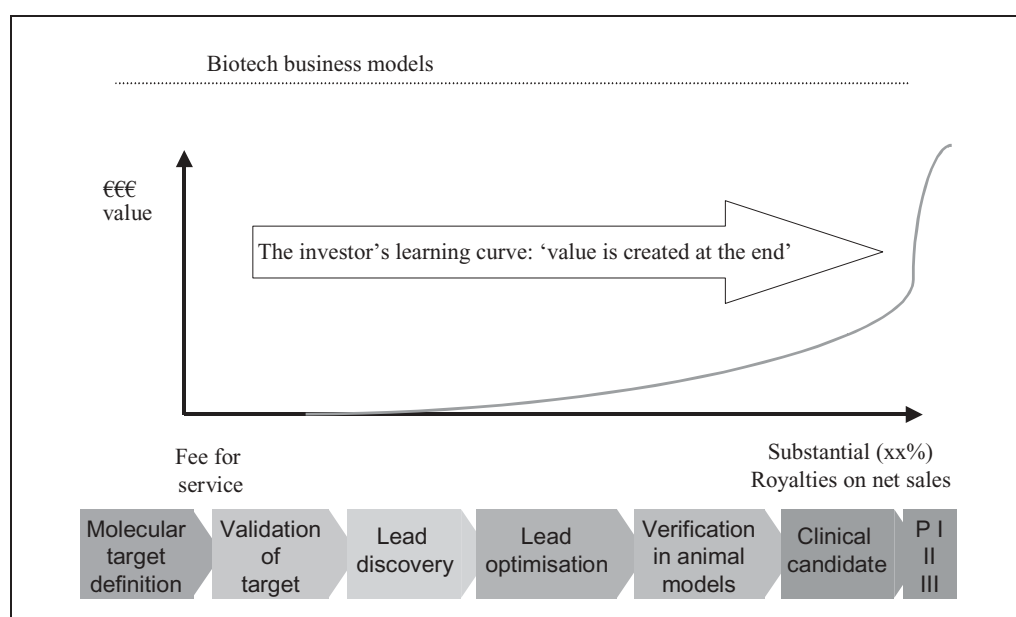 Biotech business models
€€€
value
The investor's learning curve: 'value is created at the end'
Fee for
service
Substantial (xx%)
Royalties on net sales
Molecular
target
definition
Validation
of
target
Lead
discovery
Lead
optimisation
Verification
in animal
models
Clinical
candidate
P I
II
III